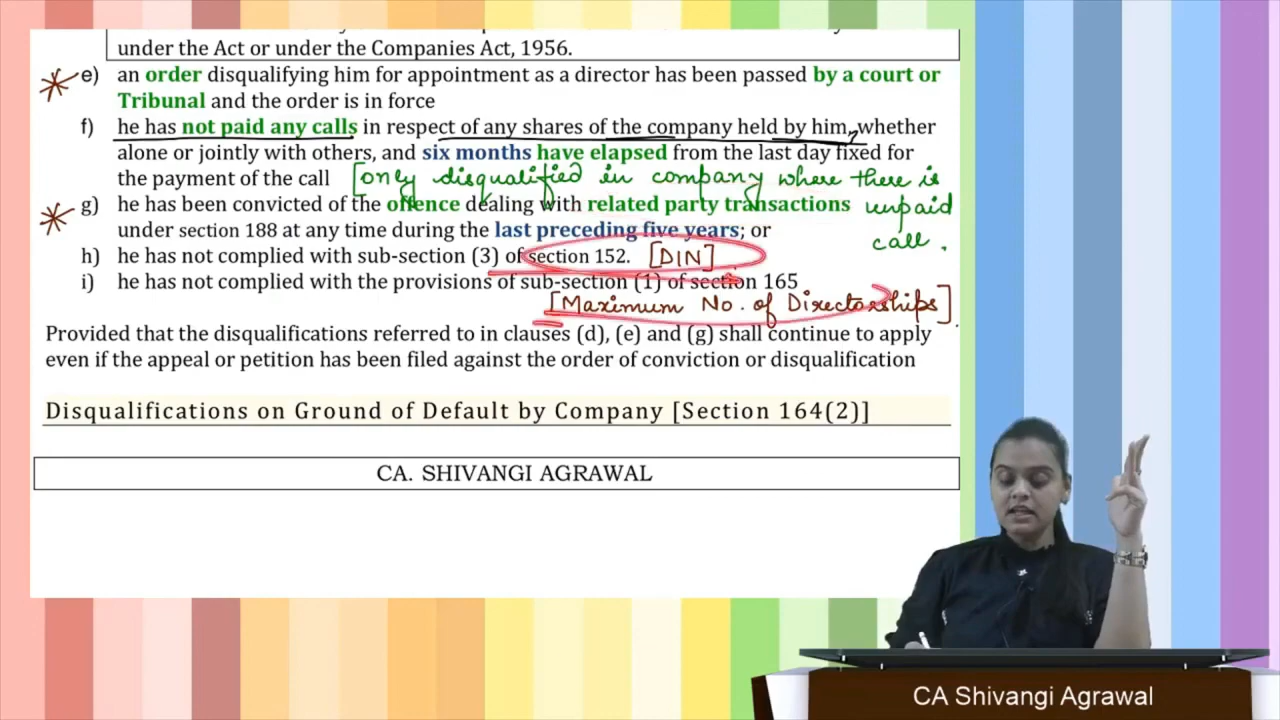 under the Act or under the Companies Act, 1956.
e) an order disqualifying him for appointment as a director has been passed by a court or
Tribunal and the order is in force
f) he has not paid any calls in respect of any shares of the company held by him, whether
alone or jointly with others, and six months have elapsed from the last day fixed for
the payment of the call [only disqualified in company where there is
unpaid
call.
g) he has been convicted of the offence dealing with related party transactions
under section 188 at any time during the last preceding five years; or
h) he has not complied with sub-section (3) of section 152. [DIN]
i) he has not complied with the provisions of sub-section (1) of section 165
[Maximum No. of Directorships].
Provided that the disqualifications referred to in clauses (d), (e) and (g) shall continue to apply
even if the appeal or petition has been filed against the order of conviction or disqualification
Disqualifications on Ground of Default by Company [Section 164(2)]
CA. SHIVANGI AGRAWAL
CA Shivangi Agrawal